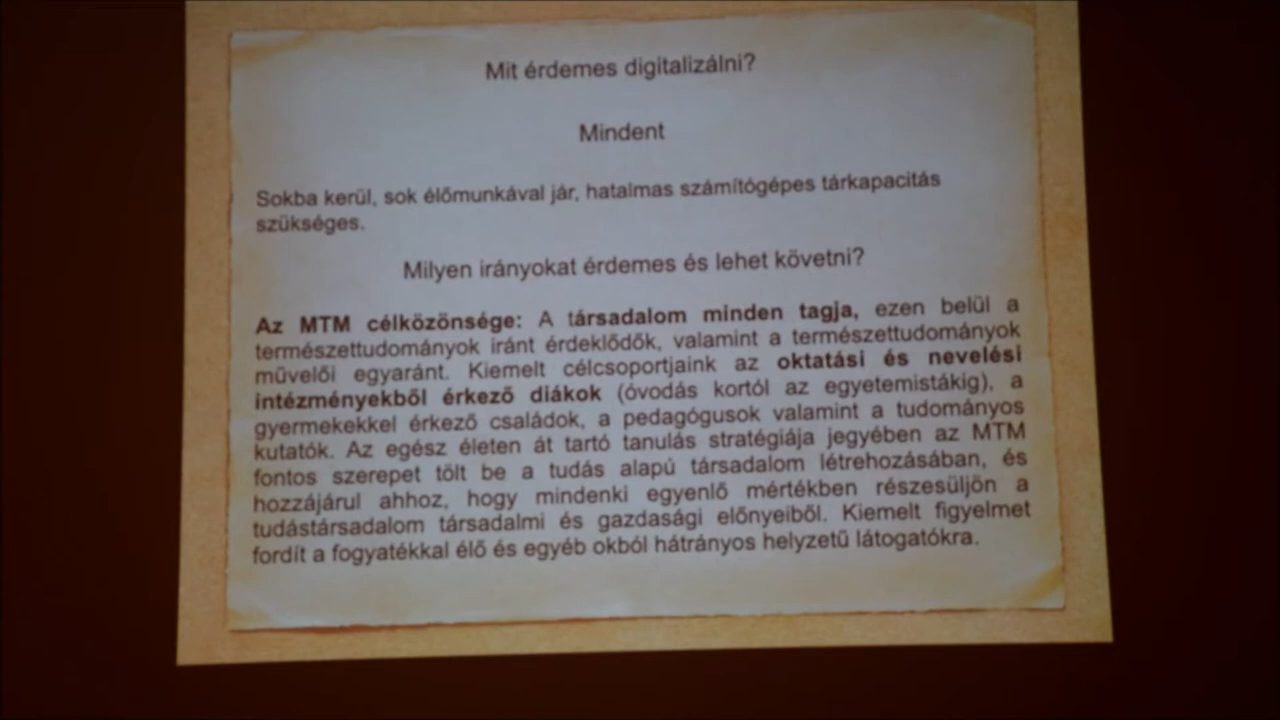 Mit érdemes digitalizálni?
Mindent
Sokba kerül, sok élőmunkával jár, hatalmas számítógépes tárkapacitás
szükséges.
Milyen irányokat érdemes és lehet követni?
Az MTM célközönsége: A társadalom minden tagja, ezen belül a
természettudományok iránt érdeklődők, valamint a természettudományok
művelői egyaránt. Kiemelt célcsoportjaink az oktatási és nevelési
intézményekből érkező diákok (óvodás kortól az egyetemistákig), a
gyermekekkel érkező családok, a pedagógusok valamint a tudományos
kutatók. Az egész életen át tartó tanulás stratégiája jegyében az MTM
fontos szerepet tölt be a tudás alapú társadalom létrehozásában, és
hozzájárul ahhoz, hogy mindenki egyenlő mértékben részesüljön a
tudástársadalom társadalmi és gazdasági előnyeiből. Kiemelt figyelmet
fordít a fogyatékkal élő és egyéb okból hátrányos helyzetű látogatókra.